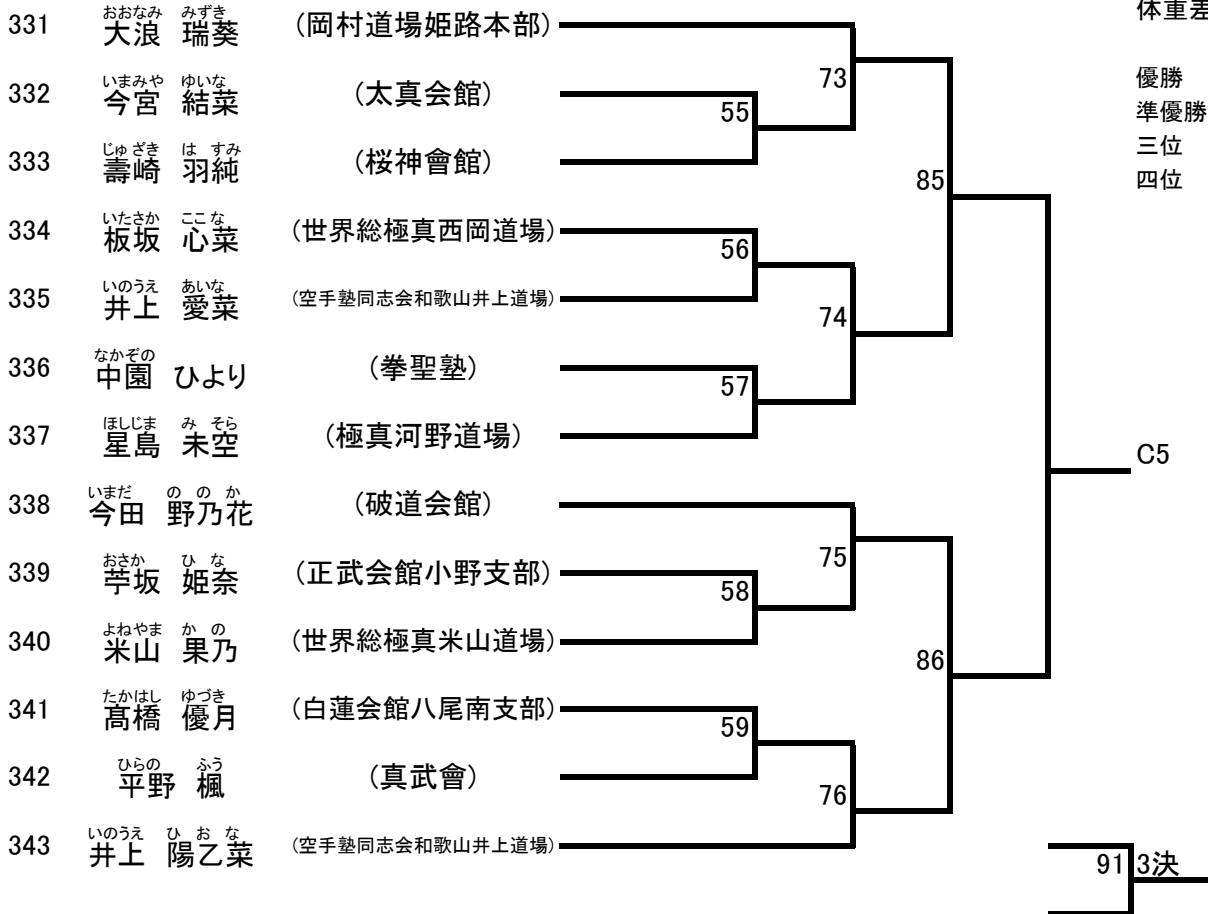 体重差
331 大浪 瑞葵 (岡村道場姫路本部)
おおなみ みずき
73
優勝
332 今宮 結菜 (太真会館)
いまみや ゆいな
55
準優勝
333 壽崎 羽純 (桜神會館)
じゅざき はすみ
三位
85
四位
334 板坂 心菜 (世界総極真西岡道場)
いたさか ここな
56
335 井上 愛菜 (空手塾同志会和歌山井上道場)
いのうえ あいな
74
336 中園 ひより (拳聖塾)
なかぞの
57
337 星島 未空 (極真河野道場)
ほしじま みそら
C5
338 今田 野乃花 (破道会館)
いまだ ののか
75
339 苧坂 姫奈 (正武会館小野支部)
おさか ひな
58
340 米山 果乃 (世界総極真米山道場)
よねやま かの
86
341 髙橋 優月 (白蓮会館八尾南支部)
たかはし ゆづき
59
342 平野 楓 (真武會)
ひらの ふう
76
343 井上 陽乙菜 (空手塾同志会和歌山井上道場)
いのうえ ひおな
91 3決